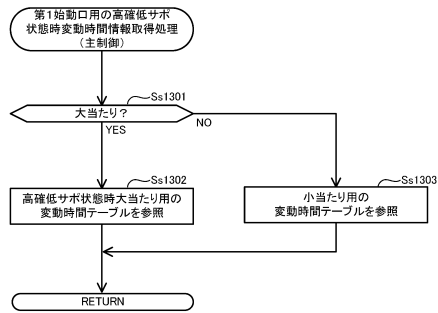 第1始動口用の高確低サポ
状態時変動時間情報取得処理
(主制御)
Ss1301
大当たり?
YES
NO
Ss1302
高確低サポ状態時大当たり用の
変動時間テーブルを参照
Ss1303
小当たり用の
変動時間テーブルを参照
RETURN